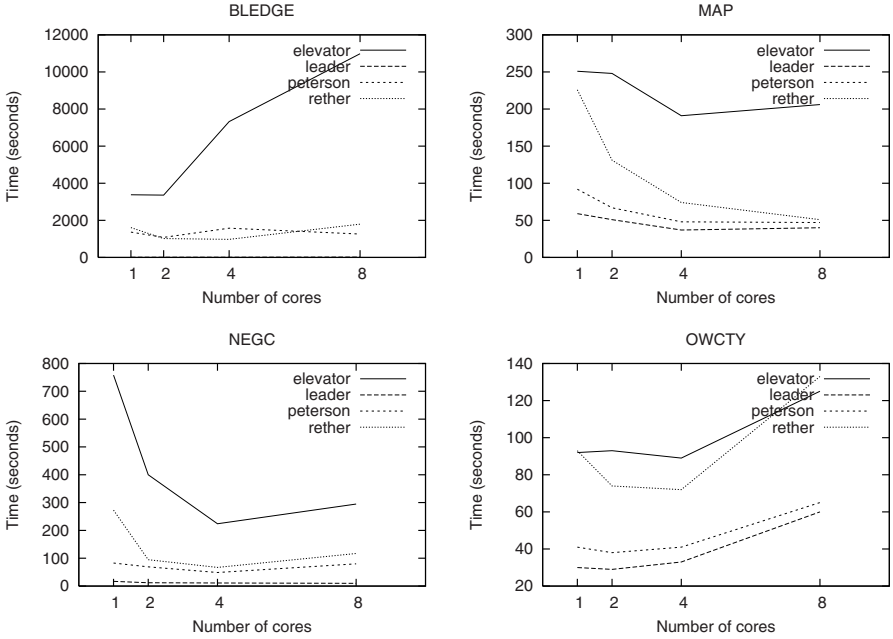 BLEDGE
12000
10000
8000
6000
4000
2000
0
Time (seconds)
elevator
leader
peterson
rether
1 2 4 8
Number of cores
MAP
300
250
200
150
100
50
0
Time (seconds)
elevator
leader
peterson
rether
1 2 4 8
Number of cores
NEGC
800
700
600
500
400
300
200
100
0
Time (seconds)
elevator
leader
peterson
rether
1 2 4 8
Number of cores
OWCTY
140
120
100
80
60
40
20
Time (seconds)
elevator
leader
peterson
rether
1 2 4 8
Number of cores